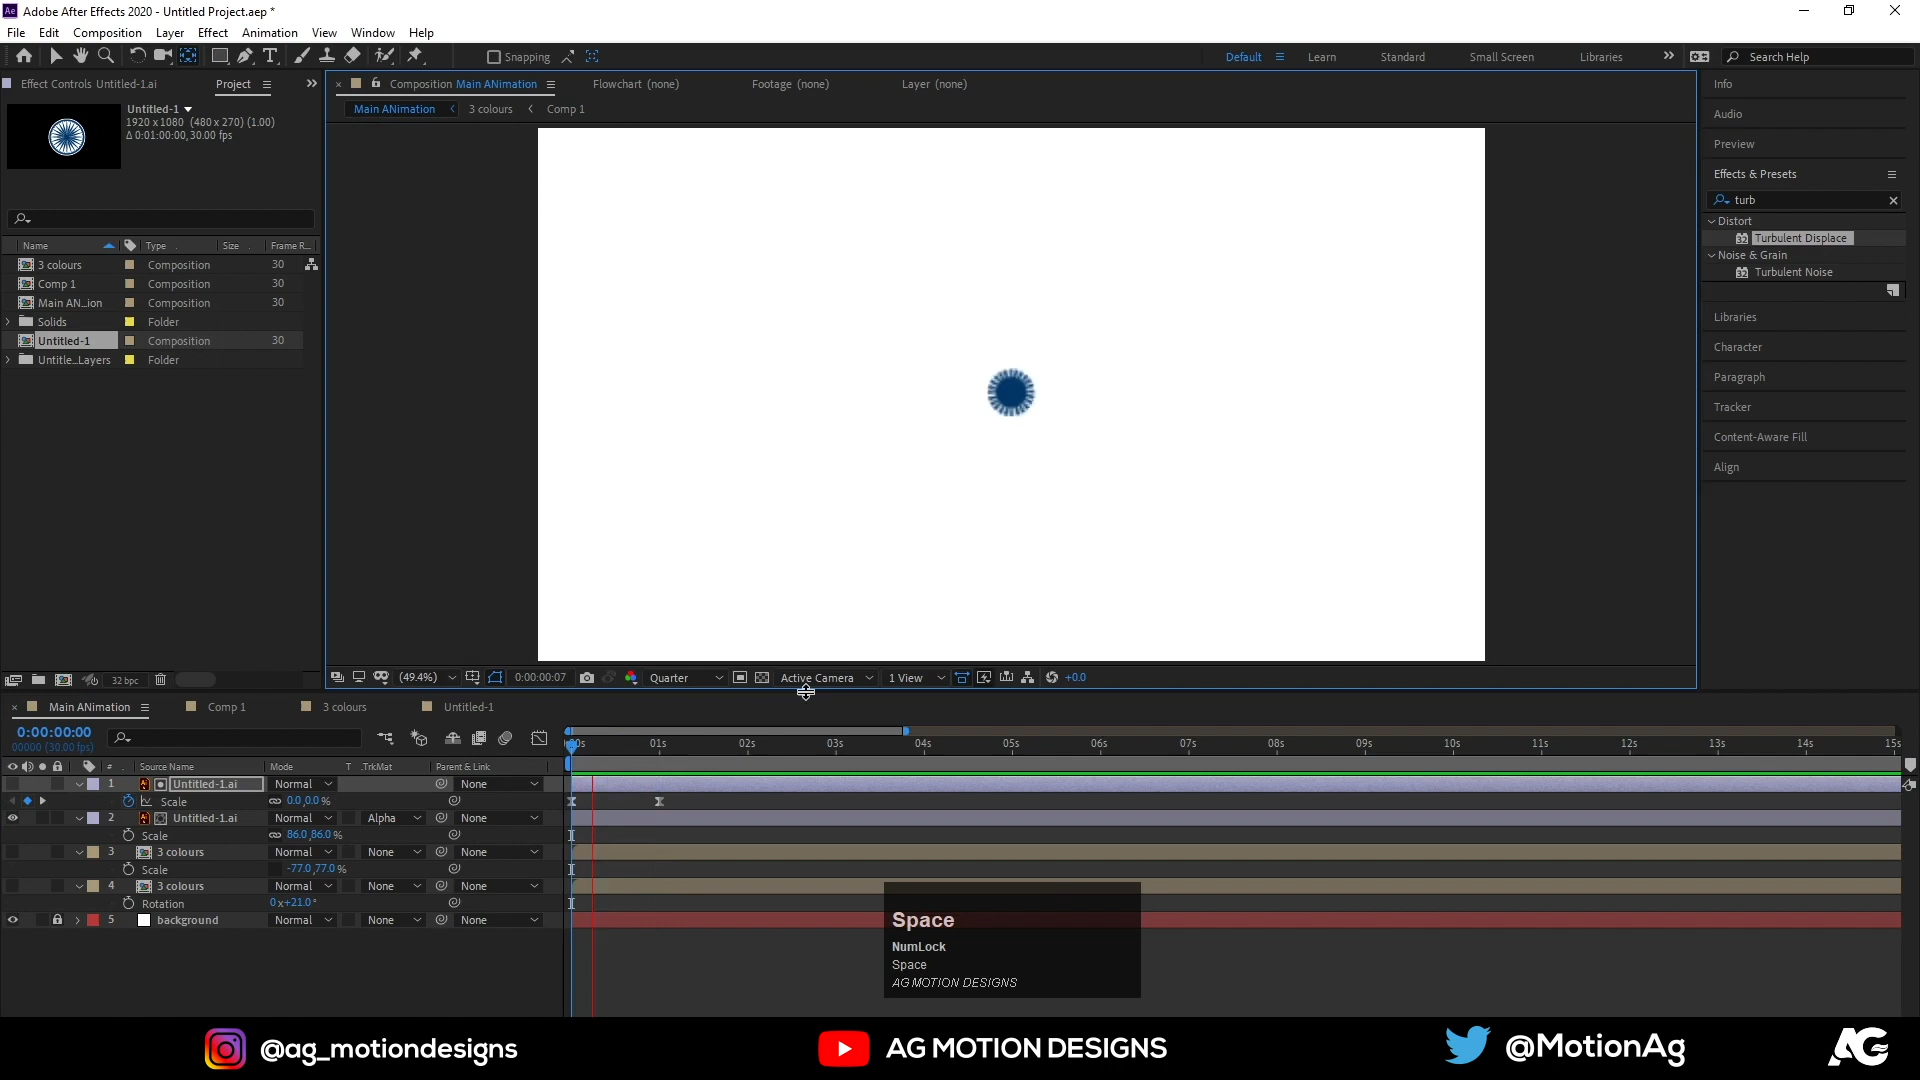 Ae Adobe After Effects 2020 - Untitled Project.aep *
File Edit Composition Layer Effect Animation View Window Help
Snapping Default Learn Standard Small Screen Libraries Search Help
Effect Controls Untitled-1.ai Project
Untitled-1
1920 x 1080 (480 x 270) (1.00)
Δ 0:01:00:00, 30.00 fps
Name Type Size Frame R...
3 colours Composition 30
Comp 1 Composition 30
Main AN...ion Composition 30
Solids Folder
Untitled-1 Composition 30
Untitle...Layers Folder
32 bpc
Composition Main ANimation Flowchart (none) Footage (none) Layer (none)
Main ANimation 3 colours Comp 1
(49.4%) 0:00:00:07 Quarter Active Camera 1 View +0.0
Info
Audio
Preview
Effects & Presets
turb
Distort
32 Turbulent Displace
Noise & Grain
32 Turbulent Noise
Libraries
Character
Paragraph
Tracker
Content-Aware Fill
Align
Main ANimation Comp 1 3 colours Untitled-1
0:00:00:00
00000 (30.00 fps)
01s 02s 03s 04s 05s 06s 07s 08s 09s 10s 11s 12s 13s 14s 15s
# Source Name Mode T .TrkMat Parent & Link
1 Untitled-1.ai Normal None
Scale 0.0,0.0 %
2 Untitled-1.ai Normal Alpha None
Scale 86.0,86.0 %
3 3 colours Normal None None
Scale -77.0,77.0 %
4 3 colours Normal None None
Rotation 0 x +21.0 °
5 background Normal None None
Space
NumLock
Space
AG MOTION DESIGNS
@ag_motiondesigns AG MOTION DESIGNS @MotionAg AG